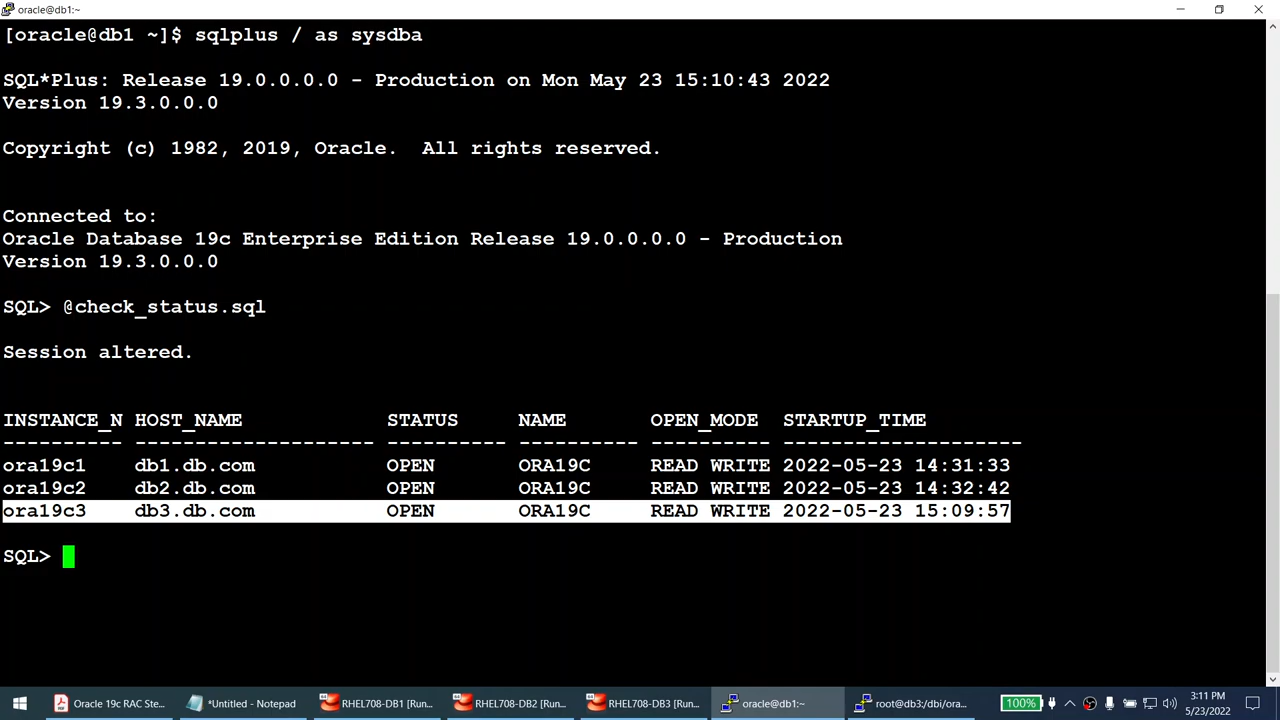 oracle@db1:~
[oracle@db1 ~]$ sqlplus / as sysdba
SQL*Plus: Release 19.0.0.0.0 - Production on Mon May 23 15:10:43 2022
Version 19.3.0.0.0
Copyright (c) 1982, 2019, Oracle.  All rights reserved.
Connected to:
Oracle Database 19c Enterprise Edition Release 19.0.0.0.0 - Production
Version 19.3.0.0.0
SQL> @check_status.sql
Session altered.
INSTANCE_N HOST_NAME            STATUS     NAME       OPEN_MODE  STARTUP_TIME
---------- -------------------- ---------- ---------- ---------- --------------------
ora19c1    db1.db.com           OPEN       ORA19C     READ WRITE 2022-05-23 14:31:33
ora19c2    db2.db.com           OPEN       ORA19C     READ WRITE 2022-05-23 14:32:42
ora19c3    db3.db.com           OPEN       ORA19C     READ WRITE 2022-05-23 15:09:57
SQL>
Oracle 19c RAC Ste... *Untitled - Notepad RHEL708-DB1 [Run... RHEL708-DB2 [Run... RHEL708-DB3 [Run... oracle@db1:~ root@db3:/dbi/ora... 100% 3:11 PM
5/23/2022